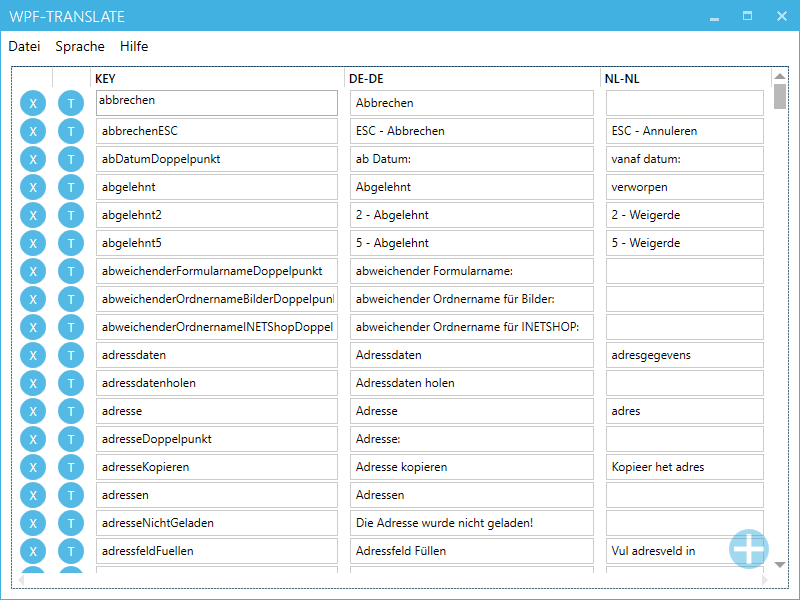 WPF-TRANSLATE
Datei Sprache Hilfe
KEY DE-DE NL-NL
X T abbrechen Abbrechen
X T abbrechenESC ESC - Abbrechen ESC - Annuleren
X T abDatumDoppelpunkt ab Datum: vanaf datum:
X T abgelehnt Abgelehnt verworpen
X T abgelehnt2 2 - Abgelehnt 2 - Weigerde
X T abgelehnt5 5 - Abgelehnt 5 - Weigerde
X T abweichenderFormularnameDoppelpunkt abweichender Formularname:
X T abweichenderOrdnernameBilderDoppelpun abweichender Ordnername für Bilder:
X T abweichenderOrdnernameINETShopDoppel abweichender Ordnername für INETSHOP:
X T adressdaten Adressdaten adresgegevens
X T adressdatenholen Adressdaten holen
X T adresse Adresse adres
X T adresseDoppelpunkt Adresse:
X T adresseKopieren Adresse kopieren Kopieer het adres
X T adressen Adressen
X T adresseNichtGeladen Die Adresse wurde nicht geladen!
X T adressfeldFuellen Adressfeld Füllen Vul adresveld in